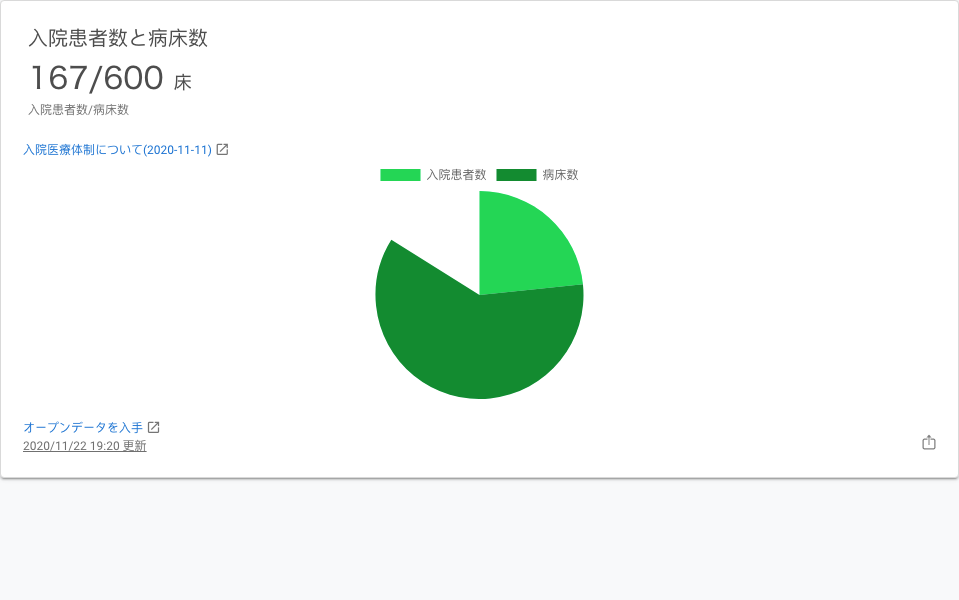 入院患者数と病床数
167/600 床
入院患者数/病床数
入院医療体制について(2020-11-11)
入院患者数 病床数
オープンデータを入手
2020/11/22 19:20 更新